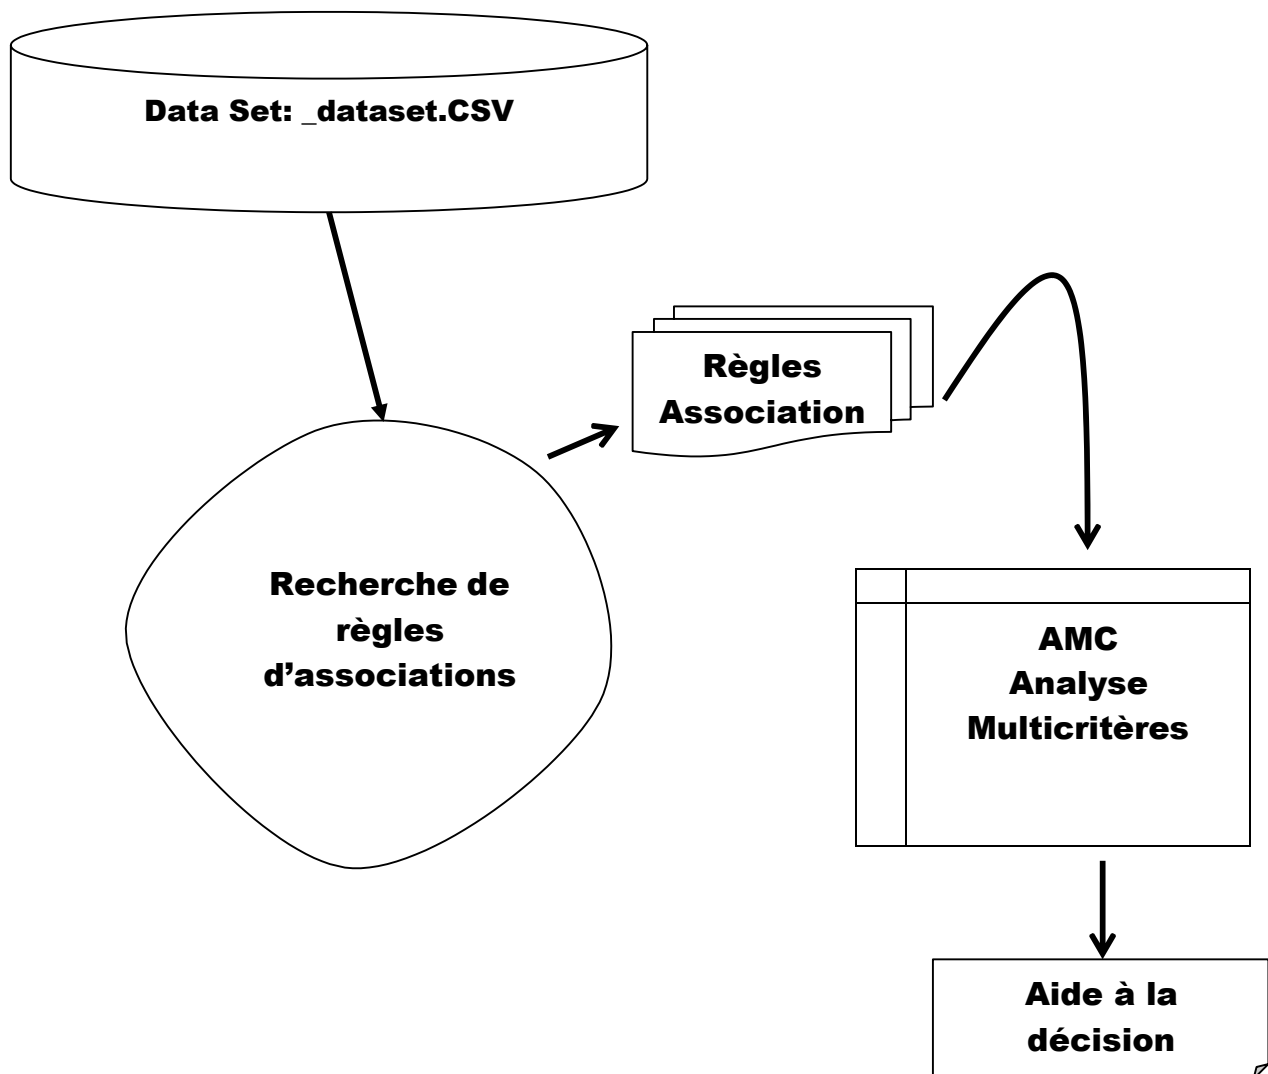 Data Set: _dataset.CSV
Règles
Association
Recherche de
règles
d’associations
AMC
Analyse
Multicritères
Aide à la
décision